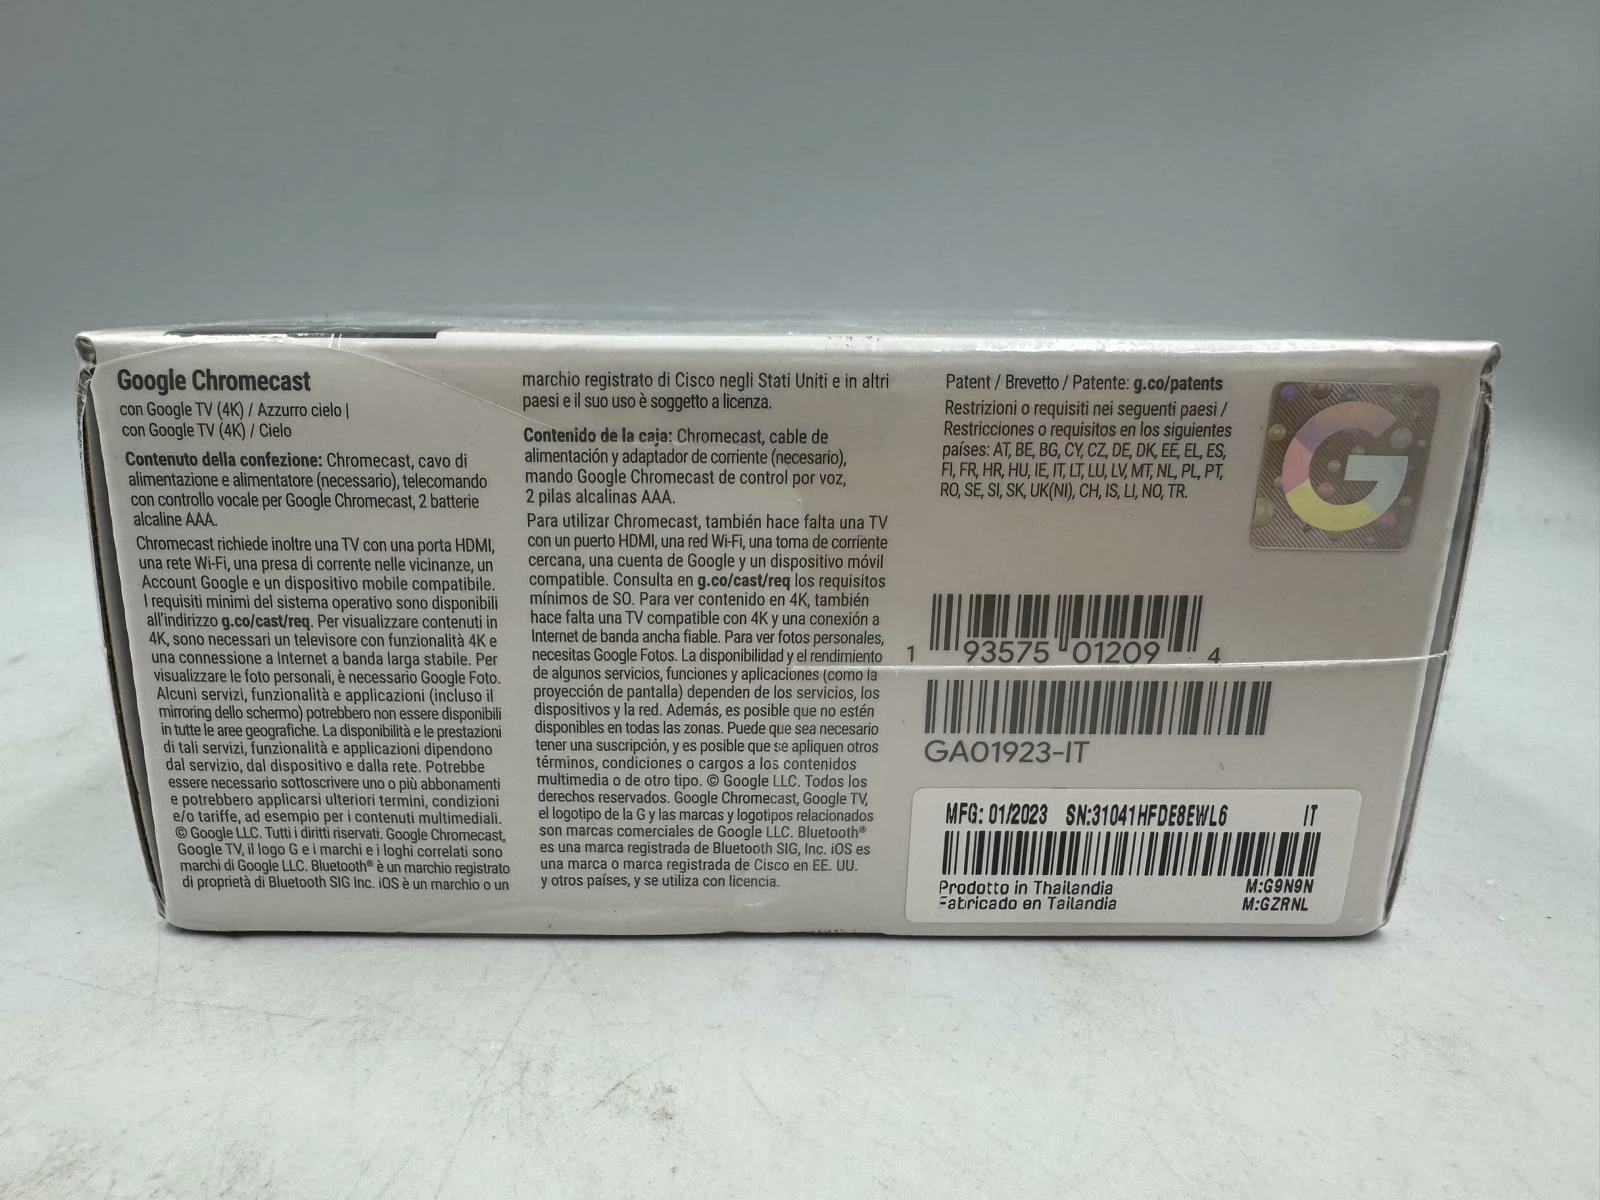 Google Chromecast
con Google TV (4K) / Azzurro cielo |
con Google TV (4K) / Cielo
Contenuto della confezione: Chromecast, cavo di
alimentazione e alimentatore (necessario), telecomando
con controllo vocale per Google Chromecast, 2 batterie
alcaline AAA.
Chromecast richiede inoltre una TV con una porta HDMI,
una rete Wi-Fi, una presa di corrente nelle vicinanze, un
Account Google e un dispositivo mobile compatibile.
I requisiti minimi del sistema operativo sono disponibili
all'indirizzo g.co/cast/req. Per visualizzare contenuti in
4K, sono necessari un televisore con funzionalità 4K e
una connessione a Internet a banda larga stabile. Per
visualizzare le foto personali, è necessario Google Foto.
Alcuni servizi, funzionalità e applicazioni (incluso il
mirroring dello schermo) potrebbero non essere disponibili
in tutte le aree geografiche. La disponibilità e le prestazioni
di tali servizi, funzionalità e applicazioni dipendono
dal servizio, dal dispositivo e dalla rete. Potrebbe
essere necessario sottoscrivere uno o più abbonamenti
e potrebbero applicarsi ulteriori termini, condizioni
e/o tariffe, ad esempio per i contenuti multimediali.
© Google LLC. Tutti i diritti riservati. Google Chromecast,
Google TV, il logo G e i marchi e i loghi correlati sono
marchi di Google LLC. Bluetooth® è un marchio registrato
di proprietà di Bluetooth SIG Inc. iOS è un marchio o un
marchio registrato di Cisco negli Stati Uniti e in altri
paesi e il suo uso è soggetto a licenza.
Contenido de la caja: Chromecast, cable de
alimentación y adaptador de corriente (necesario),
mando Google Chromecast de control por voz,
2 pilas alcalinas AAA.
Para utilizar Chromecast, también hace falta una TV
con un puerto HDMI, una red Wi-Fi, una toma de corriente
cercana, una cuenta de Google y un dispositivo móvil
compatible. Consulta en g.co/cast/req los requisitos
mínimos de SO. Para ver contenido en 4K, también
hace falta una TV compatible con 4K y una conexión a
Internet de banda ancha fiable. Para ver fotos personales,
necesitas Google Fotos. La disponibilidad y el rendimiento
de algunos servicios, funciones y aplicaciones (como la
proyección de pantalla) dependen de los servicios, los
dispositivos y la red. Además, es posible que no estén
disponibles en todas las zonas. Puede que sea necesario
tener una suscripción, y es posible que se apliquen otros
términos, condiciones o cargos a los contenidos
multimedia o de otro tipo. © Google LLC. Todos los
derechos reservados. Google Chromecast, Google TV,
el logotipo de la G y las marcas y logotipos relacionados
son marcas comerciales de Google LLC. Bluetooth®
es una marca registrada de Bluetooth SIG, Inc. iOS es
una marca o marca registrada de Cisco en EE. UU.
y otros países, y se utiliza con licencia.
Patent / Brevetto / Patente: g.co/patents
Restrizioni o requisiti nei seguenti paesi /
Restricciones o requisitos en los siguientes
países: AT, BE, BG, CY, CZ, DE, DK, EE, EL, ES,
FI, FR, HR, HU, IE, IT, LT, LU, LV, MT, NL, PL, PT,
RO, SE, SI, SK, UK(NI), CH, IS, LI, NO, TR.
G
1 93575 01209 4
GA01923-IT
MFG: 01/2023 SN:31041HFDE8EWL6 IT
Prodotto in Thailandia M:G9N9N
Fabricado en Tailandia M:GZRNL